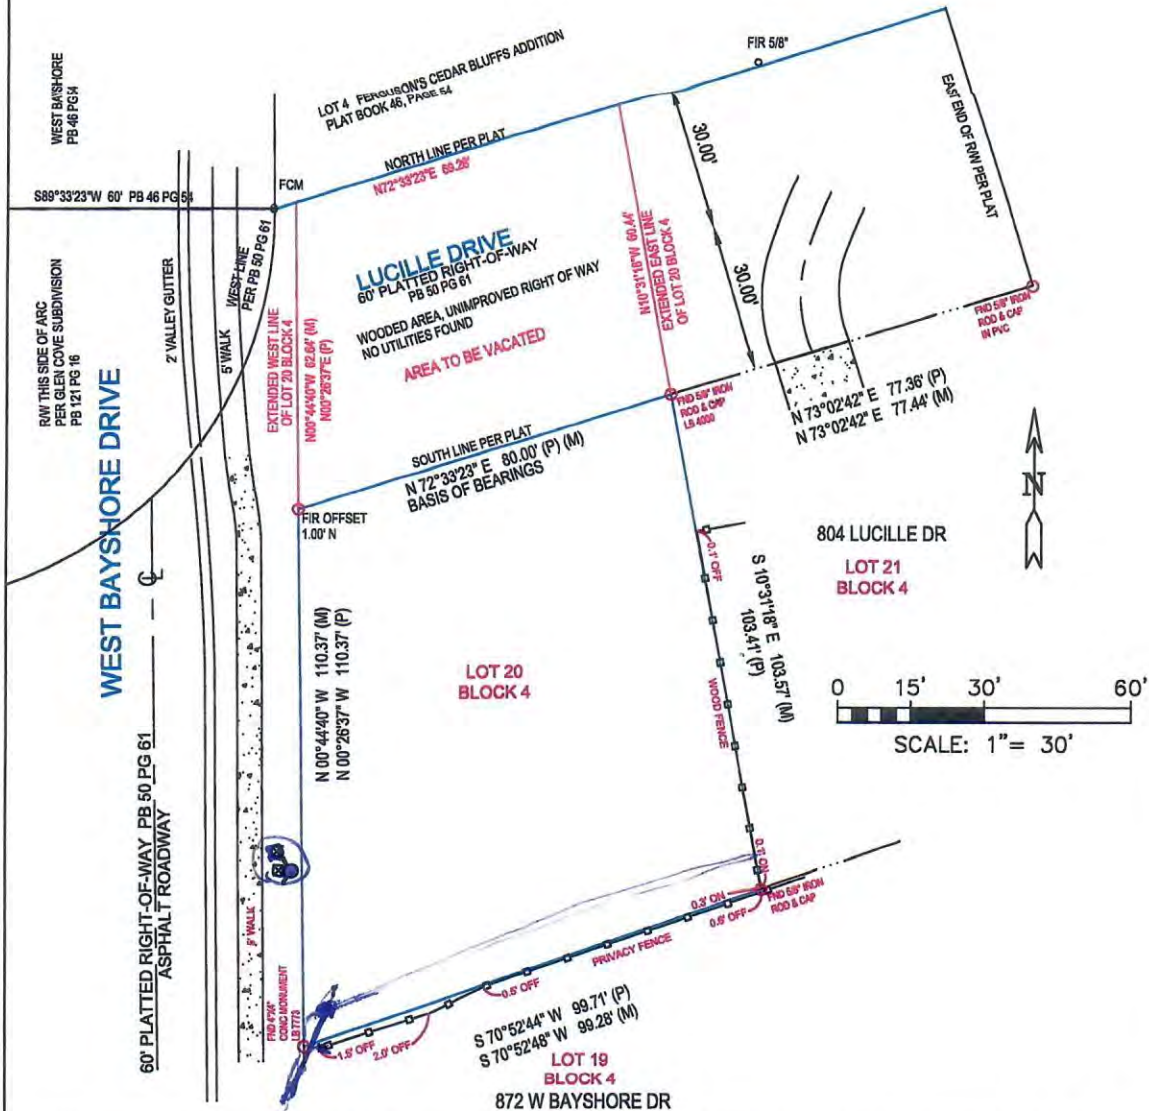 WEST BAYSHORE
PB 46 PG54
S89°33'23"W 60' PB 46 PG 54
R/W THIS SIDE OF ARC
PER GLEN COVE SUBDIVISION
PB 121 PG 16
WEST BAYSHORE DRIVE
60' PLATTED RIGHT-OF-WAY PB 50 PG 61
ASPHALT ROADWAY
2' VALLEY GUTTER
5' WALK
WEST LINE
PER PB 50 PG 61
FCM
LOT 4 FERGUSON'S CEDAR BLUFFS ADDITION
PLAT BOOK 46, PAGE 54
NORTH LINE PER PLAT
N72°33'23"E 69.28'
FIR 5/8"
EAST END OF R/W PER PLAT
30.00'
30.00'
EXTENDED WEST LINE
OF LOT 20 BLOCK 4
N00°44'40"W 62.64' (M)
N00°26'37"E (P)
LUCILLE DRIVE
60' PLATTED RIGHT-OF-WAY
PB 50 PG 61
WOODED AREA, UNIMPROVED RIGHT OF WAY
NO UTILITIES FOUND
AREA TO BE VACATED
N10°31'18"W 60.44'
EXTENDED EAST LINE
OF LOT 20 BLOCK 4
FND 5/8" IRON
ROD & CAP
IN PVC
FND 5/8" IRON
ROD & CAP
LB 4000
N 73°02'42" E 77.36' (P)
N 73°02'42" E 77.44' (M)
SOUTH LINE PER PLAT
N 72°33'23" E 80.00' (P) (M)
BASIS OF BEARINGS
FIR OFFSET
1.00' N
N
804 LUCILLE DR
LOT 21
BLOCK 4
0.1' OFF
S 10°31'18" E 103.57' (M)
103.41' (P)
WOOD FENCE
N 00°44'40" W 110.37' (M)
N 00°26'37" W 110.37' (P)
LOT 20
BLOCK 4
0 15' 30' 60'
SCALE: 1"= 30'
5' WALK
0.1' ON
0.3' ON
0.5' OFF
FND 5/8" IRON
ROD & CAP
PRIVACY FENCE
0.5' OFF
FND 4"X4"
CONC MONUMENT
LB 7773
1.5' OFF
2.0' OFF
S 70°52'44" W 99.71' (P)
S 70°52'48" W 99.28' (M)
LOT 19
BLOCK 4
872 W BAYSHORE DR